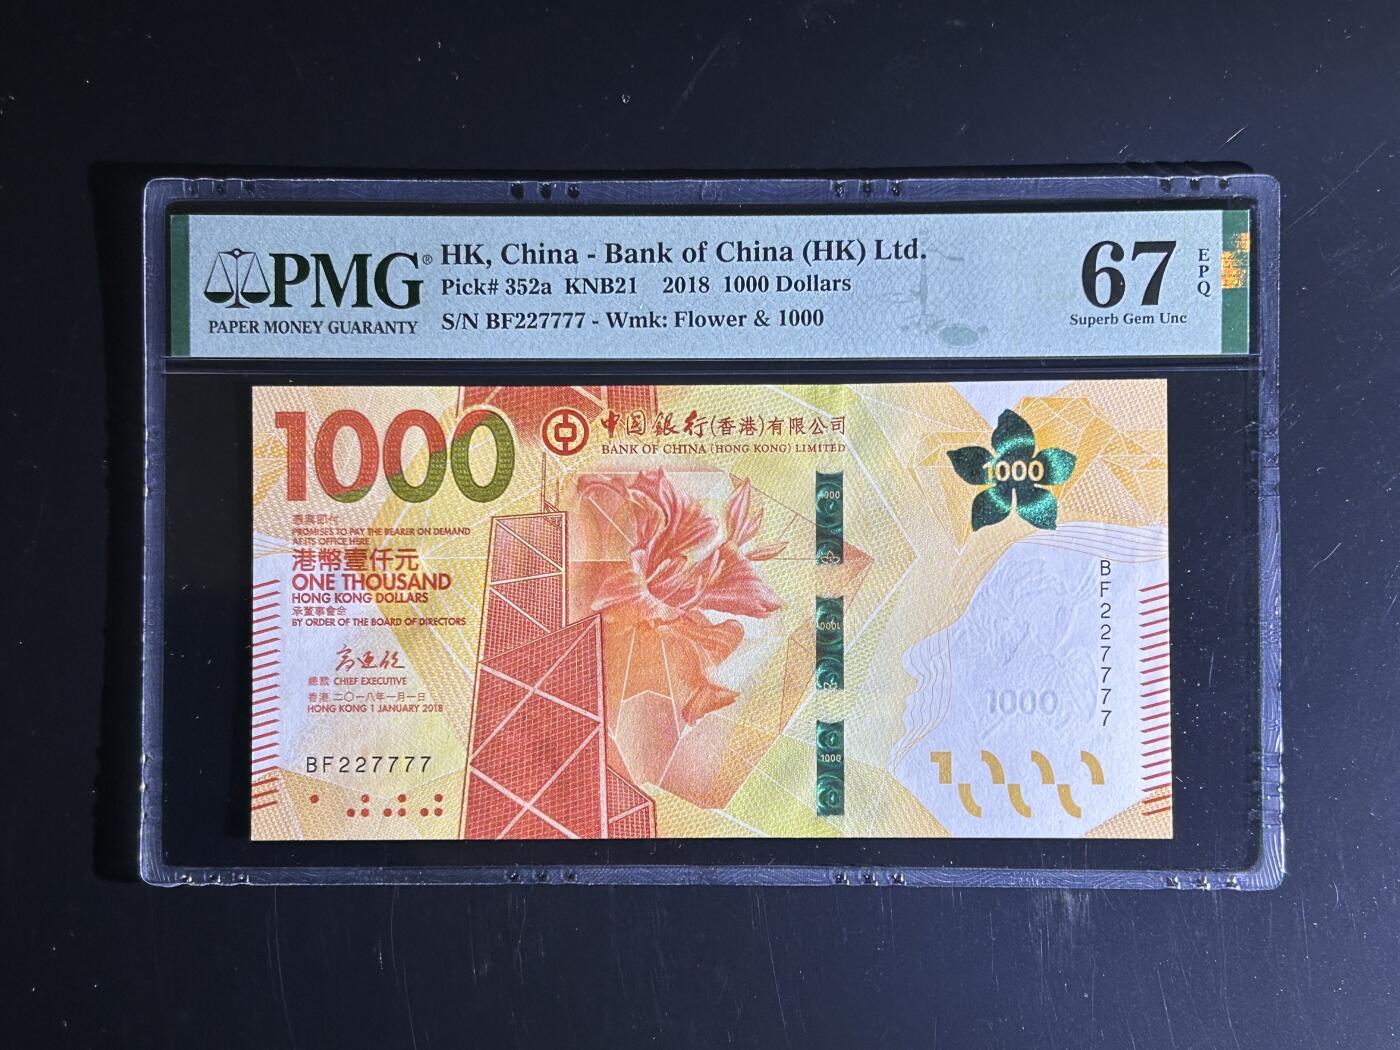 PMG®
PAPER MONEY GUARANTY
HK, China - Bank of China (HK) Ltd.
Pick# 352a KNB21 2018 1000 Dollars
S/N BF227777 - Wmk: Flower & 1000
67
EPQ
Superb Gem Unc
1000
中国銀行(香港)有限公司
BANK OF CHINA (HONG KONG) LIMITED
1000
憑票即付
PROMISES TO PAY THE BEARER ON DEMAND
AT ITS OFFICE HERE
港幣壹仟元
ONE THOUSAND
HONG KONG DOLLARS
承董事會命
BY ORDER OF THE BOARD OF DIRECTORS
總裁 CHIEF EXECUTIVE
香港 二〇一八年一月一日
HONG KONG 1 JANUARY 2018
BF227777
1000
1000
1000
BF227777
1000